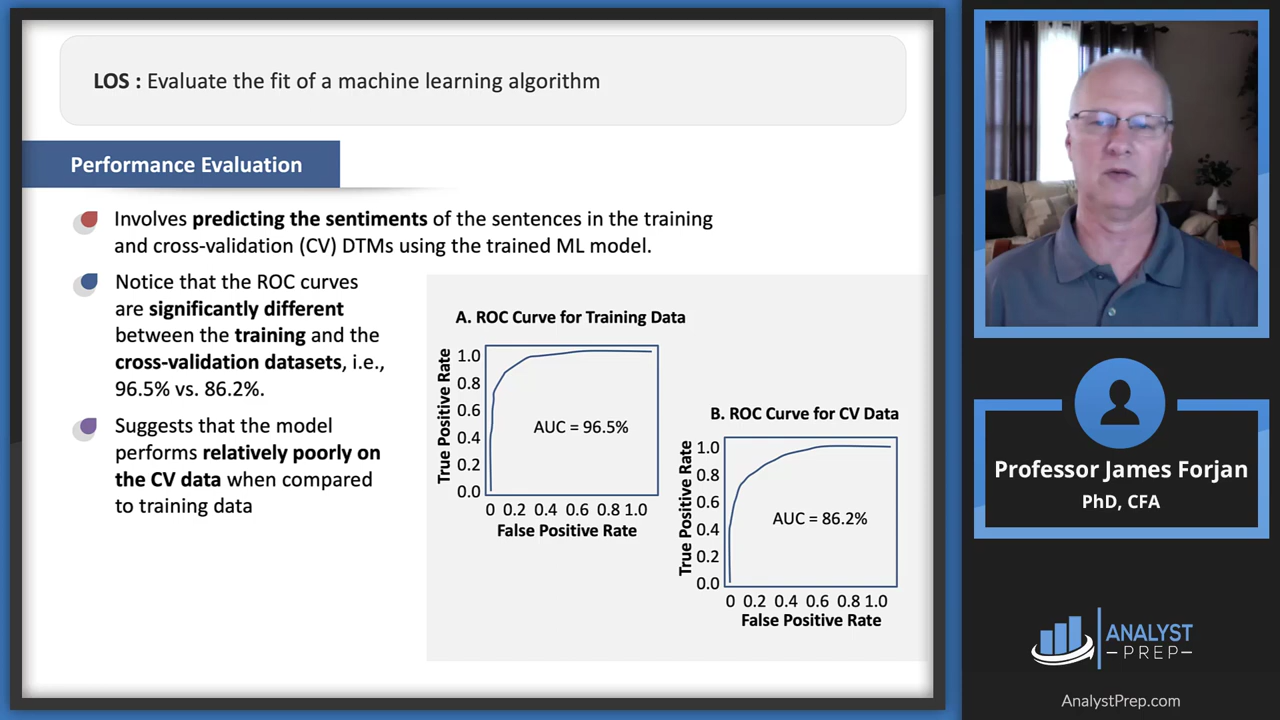 LOS : Evaluate the fit of a machine learning algorithm
Performance Evaluation
Involves predicting the sentiments of the sentences in the training
and cross-validation (CV) DTMs using the trained ML model.
Notice that the ROC curves
are significantly different
between the training and the
cross-validation datasets, i.e.,
96.5% vs. 86.2%.
Suggests that the model
performs relatively poorly on
the CV data when compared
to training data
A. ROC Curve for Training Data
True Positive Rate
1.0
0.8
0.6
0.4
0.2
0.0
AUC = 96.5%
0 0.2 0.4 0.6 0.8 1.0
False Positive Rate
B. ROC Curve for CV Data
True Positive Rate
1.0
0.8
0.6
0.4
0.2
0.0
AUC = 86.2%
0 0.2 0.4 0.6 0.8 1.0
False Positive Rate
Professor James Forjan
PhD, CFA
ANALYST
PREP
AnalystPrep.com